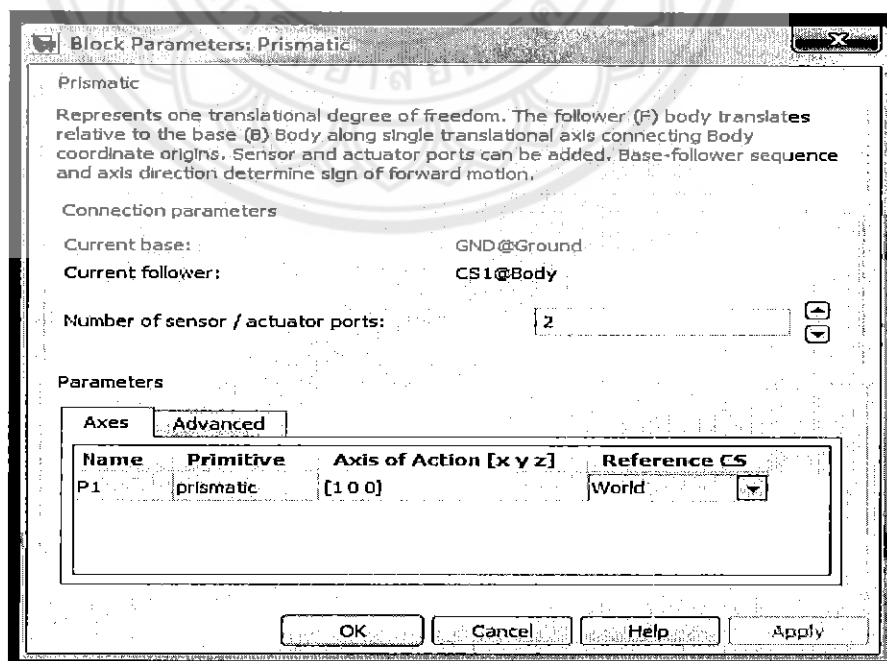 Block Parameters: Prismatic
Prismatic
Represents one translational degree of freedom. The follower (F) body translates
relative to the base (B) Body along single translational axis connecting Body
coordinate origins. Sensor and actuator ports can be added. Base-follower sequence
and axis direction determine sign of forward motion.
Connection parameters
Current base: GND@Ground
Current follower: CS1@Body
Number of sensor / actuator ports: 2
Parameters
Axes Advanced
Name Primitive Axis of Action [x y z] Reference CS
P1 prismatic [1 0 0] World
OK Cancel Help Apply